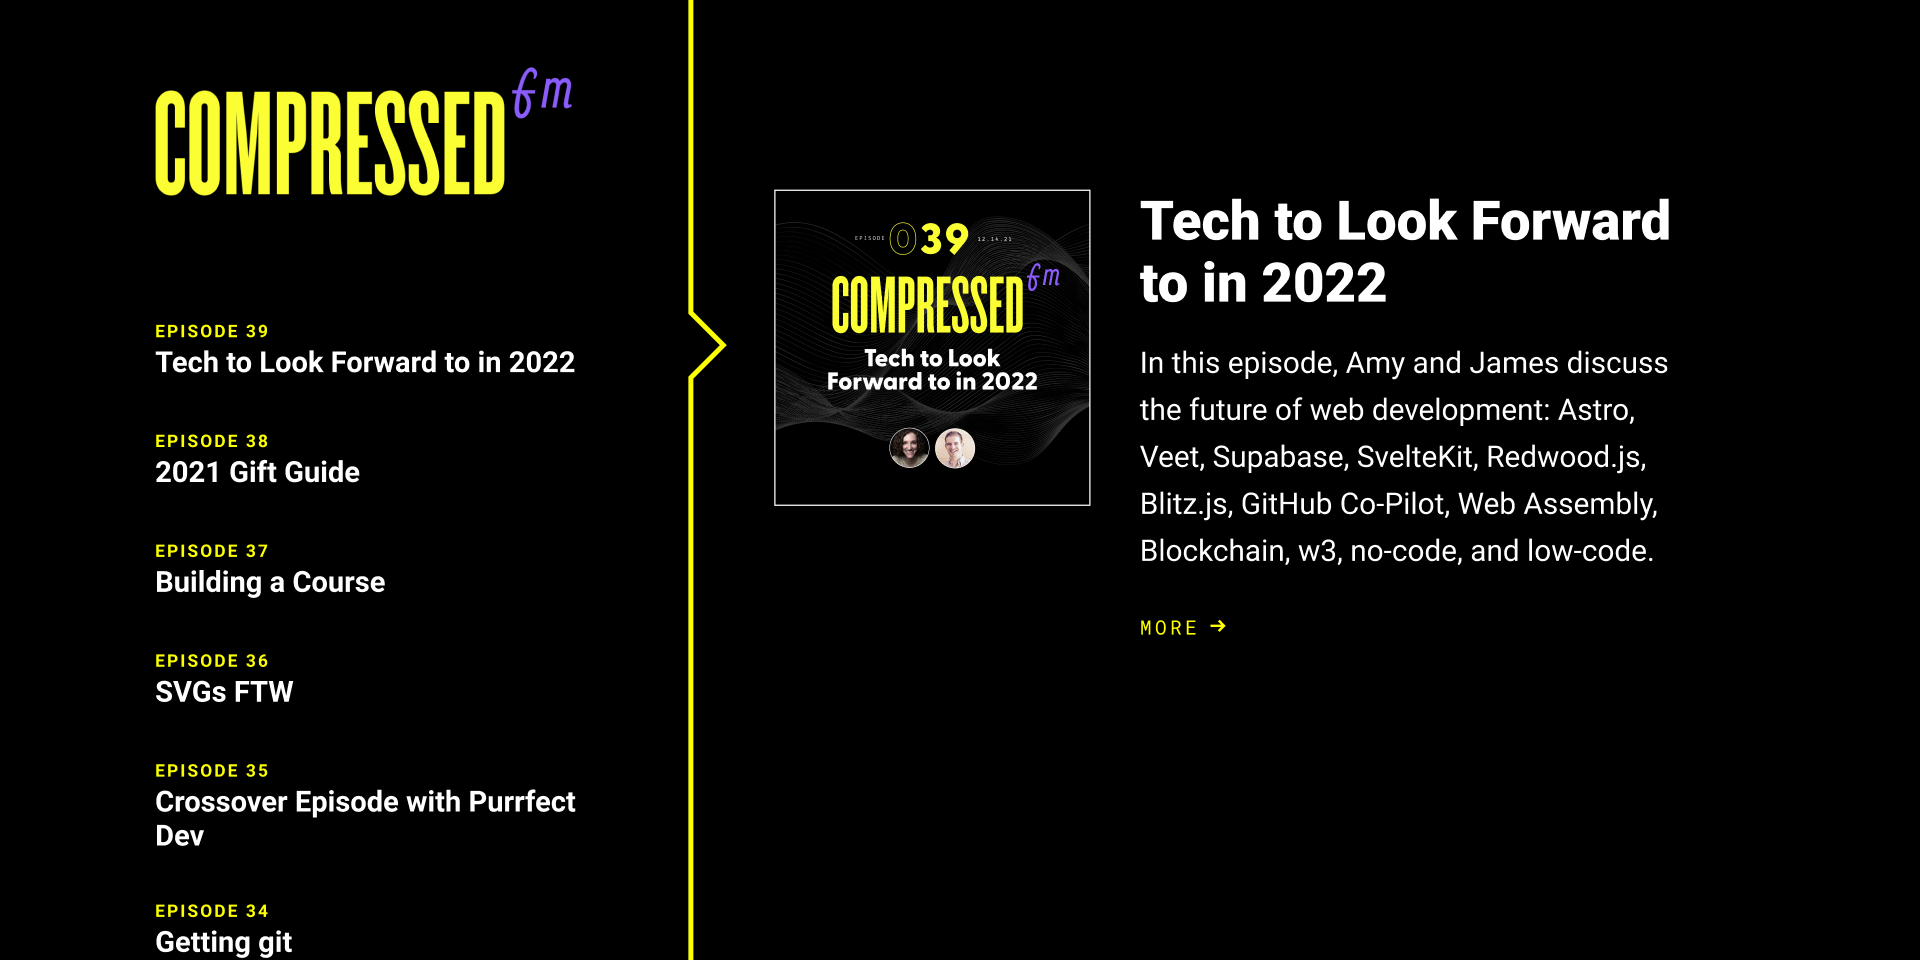 COMPRESSED fm
EPISODE 39
Tech to Look Forward to in 2022
EPISODE 38
2021 Gift Guide
EPISODE 37
Building a Course
EPISODE 36
SVGs FTW
EPISODE 35
Crossover Episode with Purrfect
Dev
EPISODE 34
Getting git
EPISODE 039 12.14.21
COMPRESSED fm
Tech to Look
Forward to in 2022
Tech to Look Forward
to in 2022
In this episode, Amy and James discuss
the future of web development: Astro,
Veet, Supabase, SvelteKit, Redwood.js,
Blitz.js, GitHub Co-Pilot, Web Assembly,
Blockchain, w3, no-code, and low-code.
MORE →